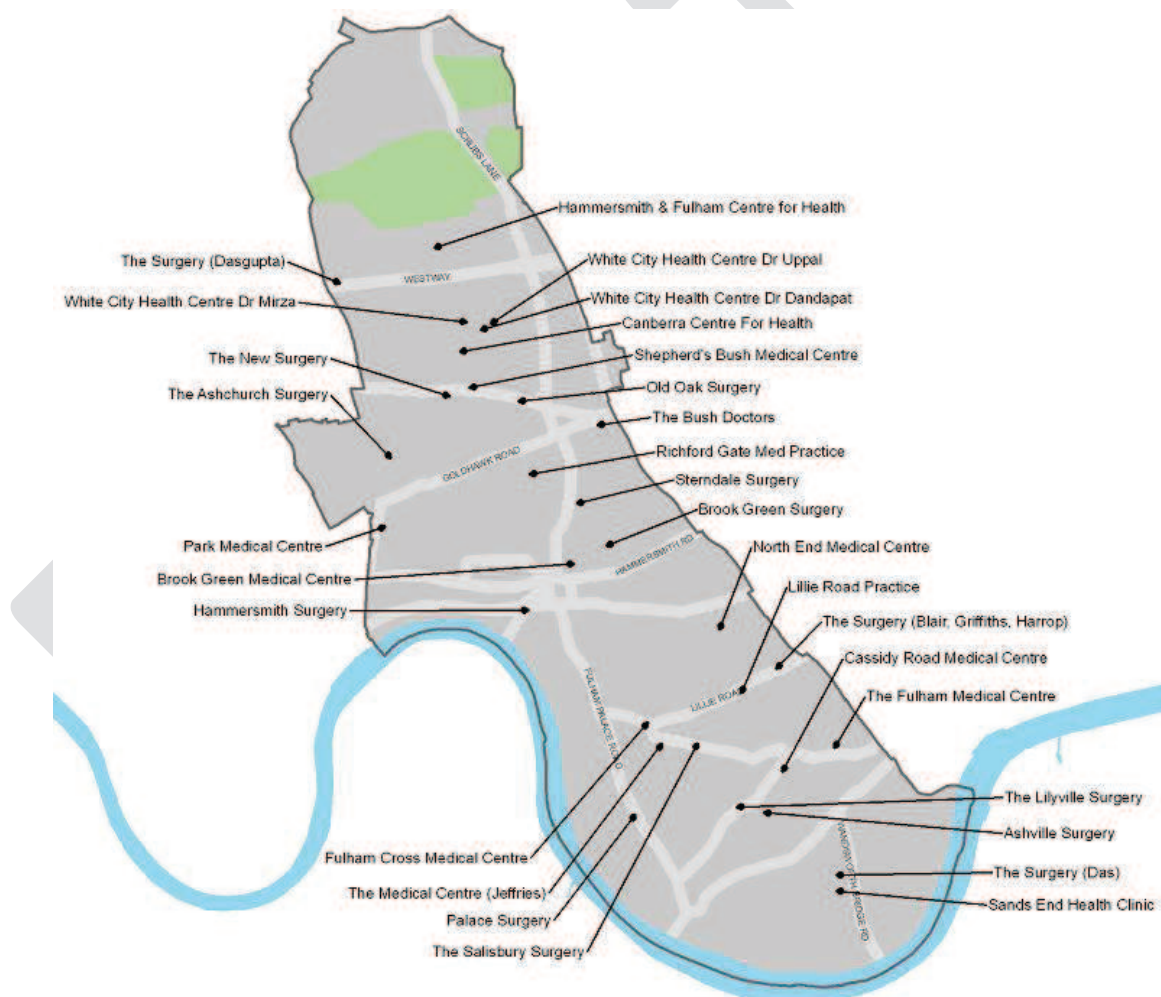 SCRUBS LANE
Hammersmith & Fulham Centre for Health
The Surgery (Dasgupta)
White City Health Centre Dr Uppal
WESTWAY
White City Health Centre Dr Mirza
White City Health Centre Dr Dandapat
Canberra Centre For Health
The New Surgery
Shepherd's Bush Medical Centre
The Ashchurch Surgery
Old Oak Surgery
The Bush Doctors
GOLDHAWK ROAD
Richford Gate Med Practice
Sterndale Surgery
Brook Green Surgery
Park Medical Centre
North End Medical Centre
HAMMERSMITH RD
Brook Green Medical Centre
Lillie Road Practice
Hammersmith Surgery
The Surgery (Blair, Griffiths, Harrop)
Cassidy Road Medical Centre
The Fulham Medical Centre
LILLIE ROAD
FULHAM PALACE ROAD
The Lilyville Surgery
Ashville Surgery
WANDSWORTH BRIDGE RD
Fulham Cross Medical Centre
The Surgery (Das)
The Medical Centre (Jeffries)
Sands End Health Clinic
Palace Surgery
The Salisbury Surgery